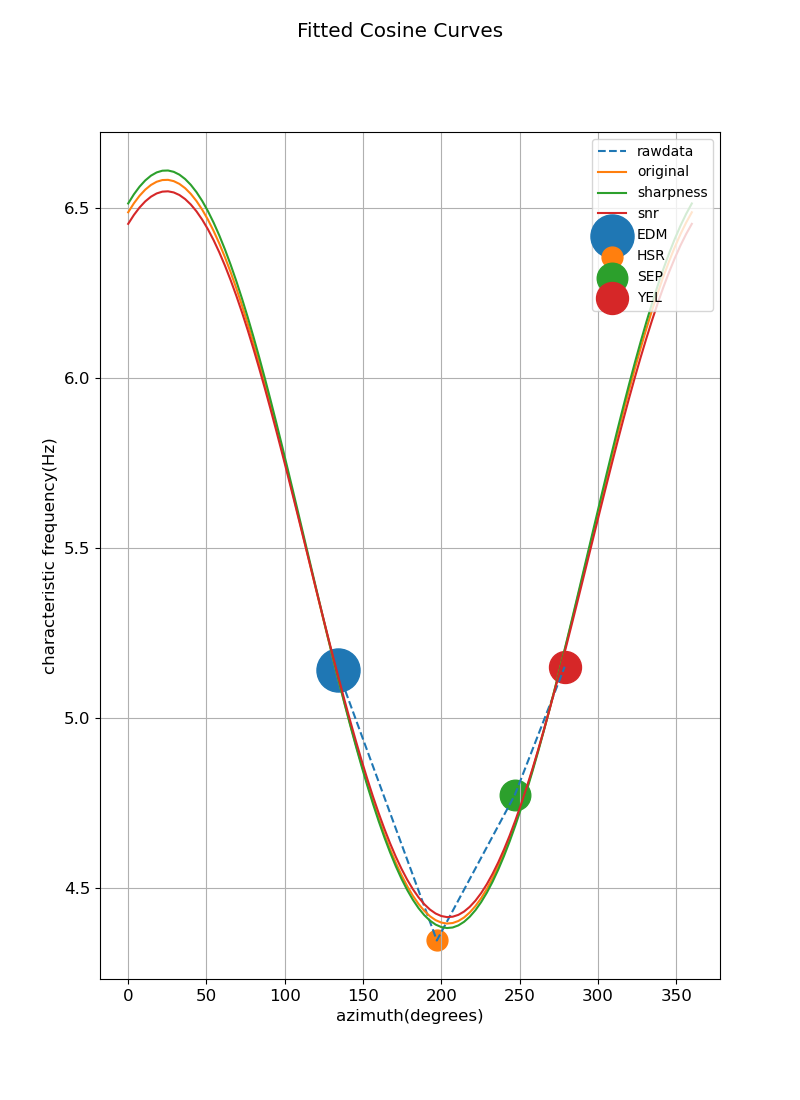 Fitted Cosine Curves
rawdata
original
sharpness
snr
EDM
HSR
SEP
YEL
6.5
6.0
5.5
5.0
4.5
characteristic frequency(Hz)
0 50 100 150 200 250 300 350
azimuth(degrees)